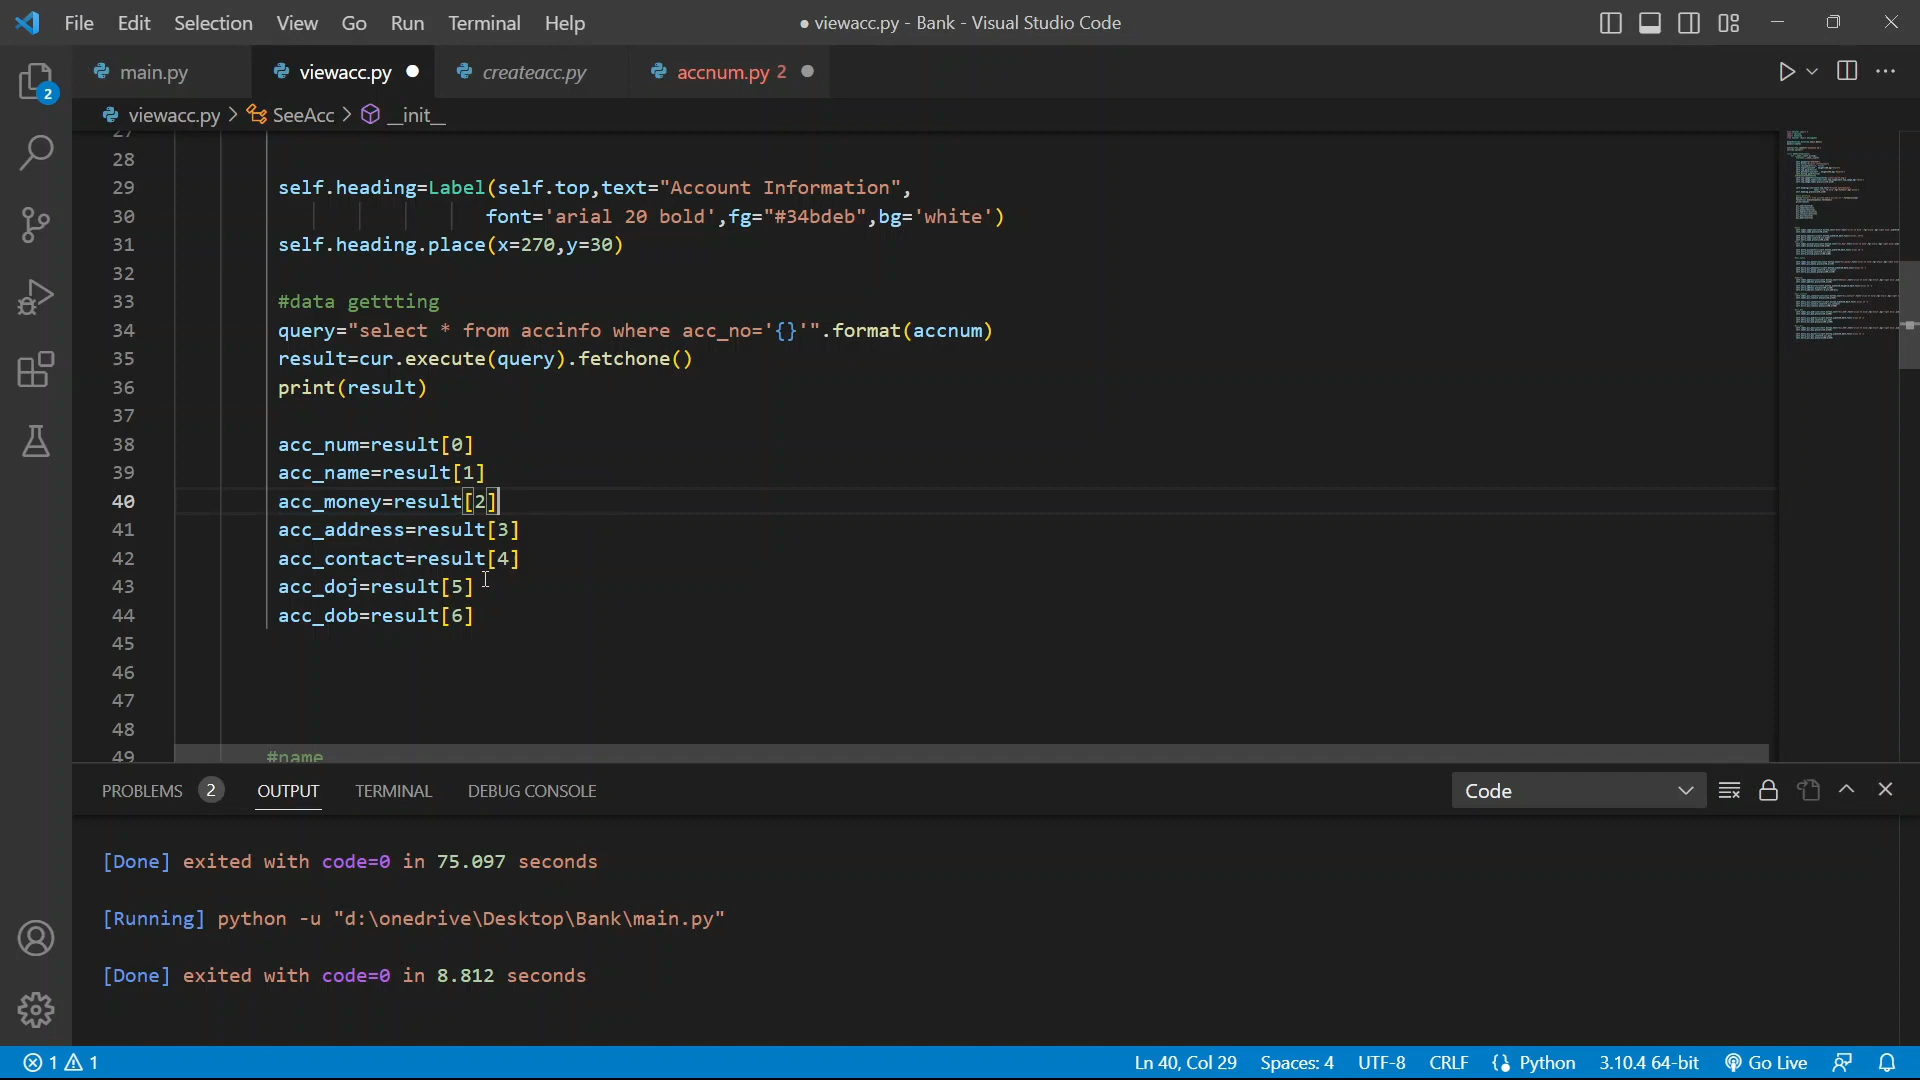 File Edit Selection View Go Run Terminal Help ● viewacc.py - Bank - Visual Studio Code
main.py viewacc.py ● createacc.py accnum.py 2 ●
2
viewacc.py > SeeAcc > __init__
27
28
29 self.heading=Label(self.top,text="Account Information",
30 font='arial 20 bold',fg="#34bdeb",bg='white')
31 self.heading.place(x=270,y=30)
32
33 #data gettting
34 query="select * from accinfo where acc_no='{}'".format(accnum)
35 result=cur.execute(query).fetchone()
36 print(result)
37
38 acc_num=result[0]
39 acc_name=result[1]
40 acc_money=result[2]
41 acc_address=result[3]
42 acc_contact=result[4]
43 acc_doj=result[5]
44 acc_dob=result[6]
45
46
47
48
49 #name
PROBLEMS 2 OUTPUT TERMINAL DEBUG CONSOLE Code
[Done] exited with code=0 in 75.097 seconds
[Running] python -u "d:\onedrive\Desktop\Bank\main.py"
[Done] exited with code=0 in 8.812 seconds
1 1 Ln 40, Col 29 Spaces: 4 UTF-8 CRLF Python 3.10.4 64-bit Go Live